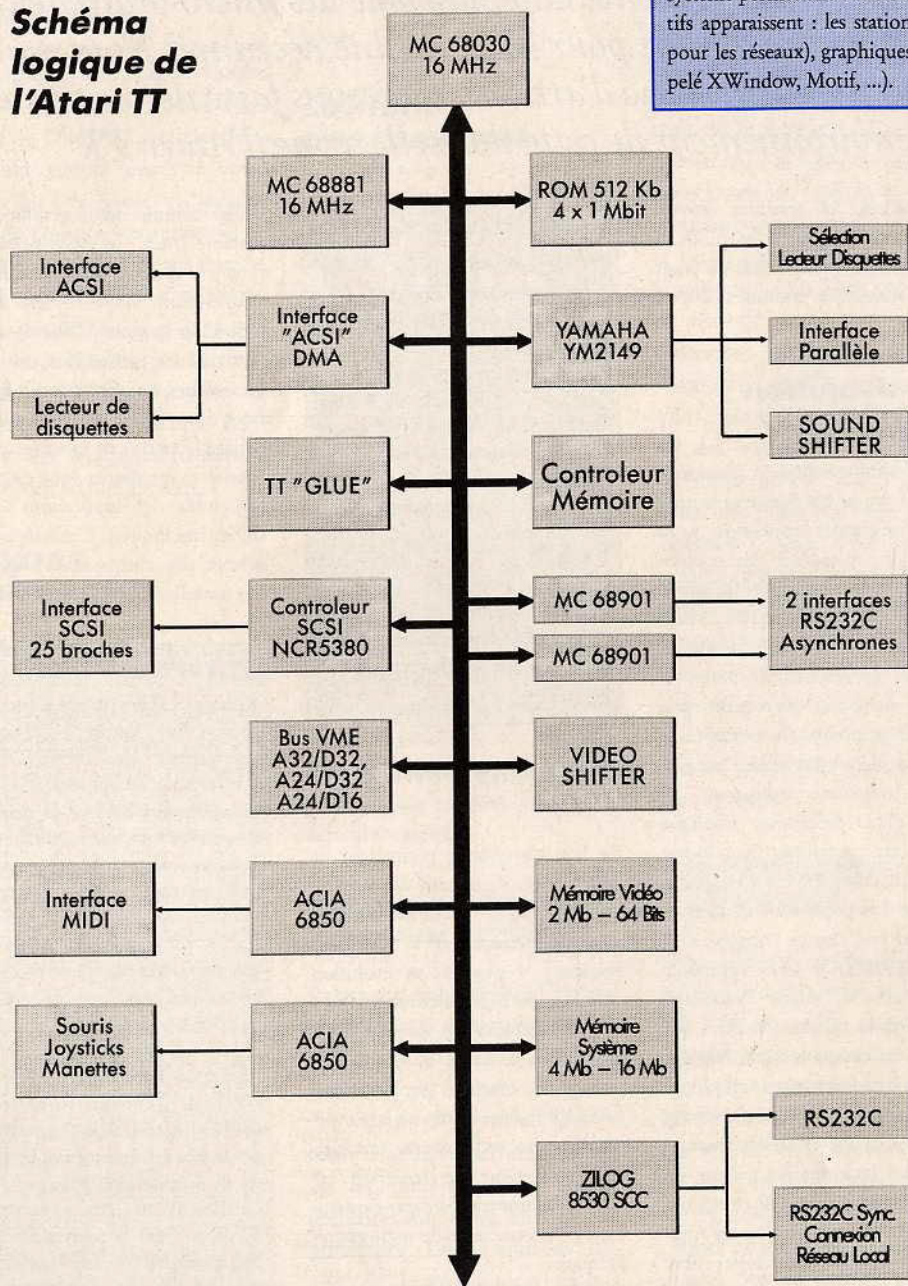 Schéma
logique de
l'Atari TT
tifs apparaissent : les station
pour les réseaux), graphiques
pelé XWindow, Motif, ...).
MC 68030
16 MHz
MC 68881
16 MHz
ROM 512 Kb
4 x 1 Mbit
Interface
ACSI
Lecteur de
disquettes
Interface
"ACSI"
DMA
YAMAHA
YM2149
Sélection
Lecteur Disquettes
Interface
Parallèle
SOUND
SHIFTER
TT "GLUE"
Controleur
Mémoire
Interface
SCSI
25 broches
Controleur
SCSI
NCR5380
MC 68901
MC 68901
2 interfaces
RS232C
Asynchrones
Bus VME
A32/D32,
A24/D32
A24/D16
VIDEO
SHIFTER
Interface
MIDI
ACIA
6850
Mémoire Vidéo
2 Mb – 64 Bits
Souris
Joysticks
Manettes
ACIA
6850
Mémoire
Système
4 Mb – 16 Mb
ZILOG
8530 SCC
RS232C
RS232C Sync.
Connexion
Réseau Local